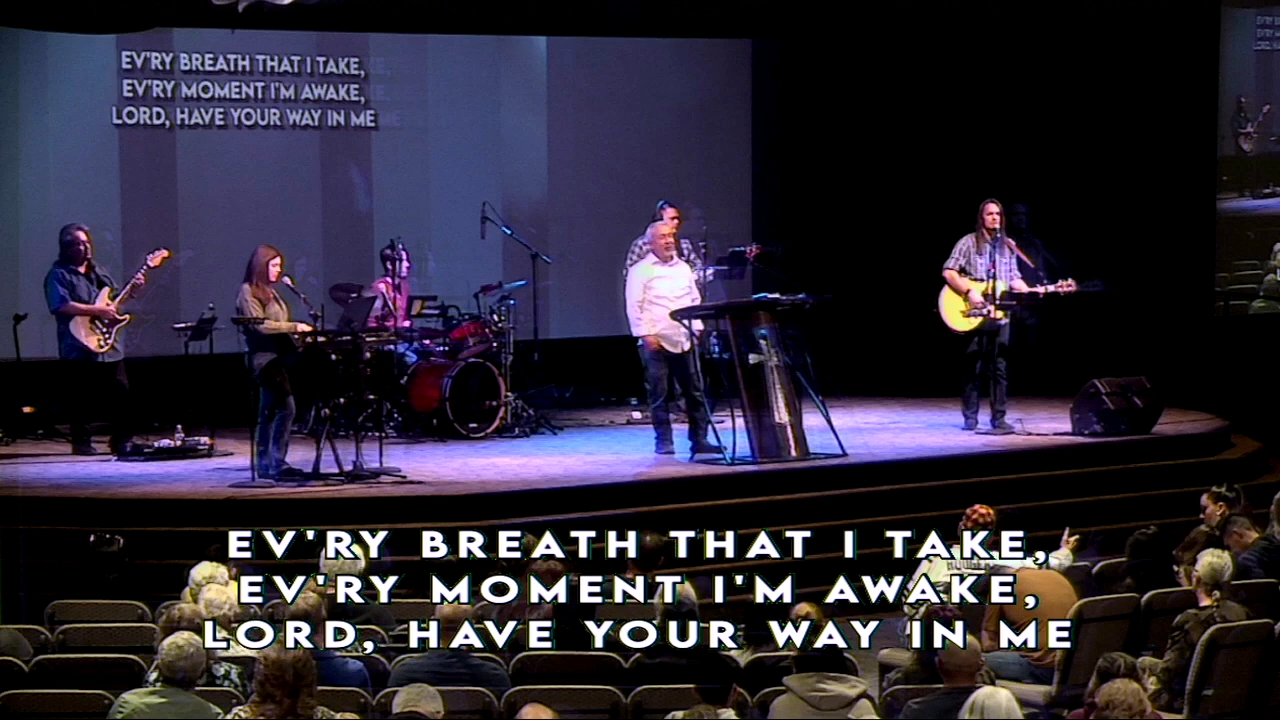 EV'RY BREATH THAT I TAKE,
EV'RY MOMENT I'M AWAKE,
LORD, HAVE YOUR WAY IN ME
EV'RY BREATH THAT I TAKE,
EV'RY MOMENT I'M AWAKE,
LORD, HAVE YOUR WAY IN ME